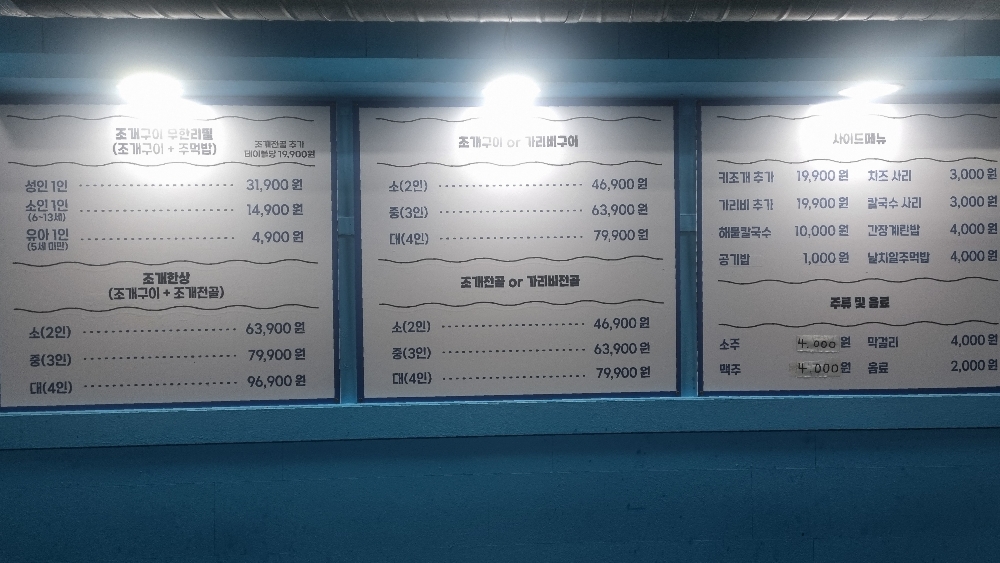 조개구이 무한리필
(조개구이 + 주먹밥)
조개전골 추가
테이블당 19,900원
성인 1인 31,900 원
소인 1인 14,900 원
(6~13세)
유아 1인 4,900 원
(5세 미만)
조개한상
(조개구이 + 조개전골)
소(2인) 63,900 원
중(3인) 79,900 원
대(4인) 96,900 원
조개구이 or 가리비구이
소(2인) 46,900 원
중(3인) 63,900 원
대(4인) 79,900 원
조개전골 or 가리비전골
소(2인) 46,900 원
중(3인) 63,900 원
대(4인) 79,900 원
사이드메뉴
키조개 추가 19,900 원 치즈 사리 3,000 원
가리비 추가 19,900 원 칼국수 사리 3,000 원
해물칼국수 10,000 원 간장계란밥 4,000 원
공기밥 1,000 원 날치알주먹밥 4,000 원
주류 및 음료
소주 4,000 원 막걸리 4,000 원
맥주 4,000 원 음료 2,000 원